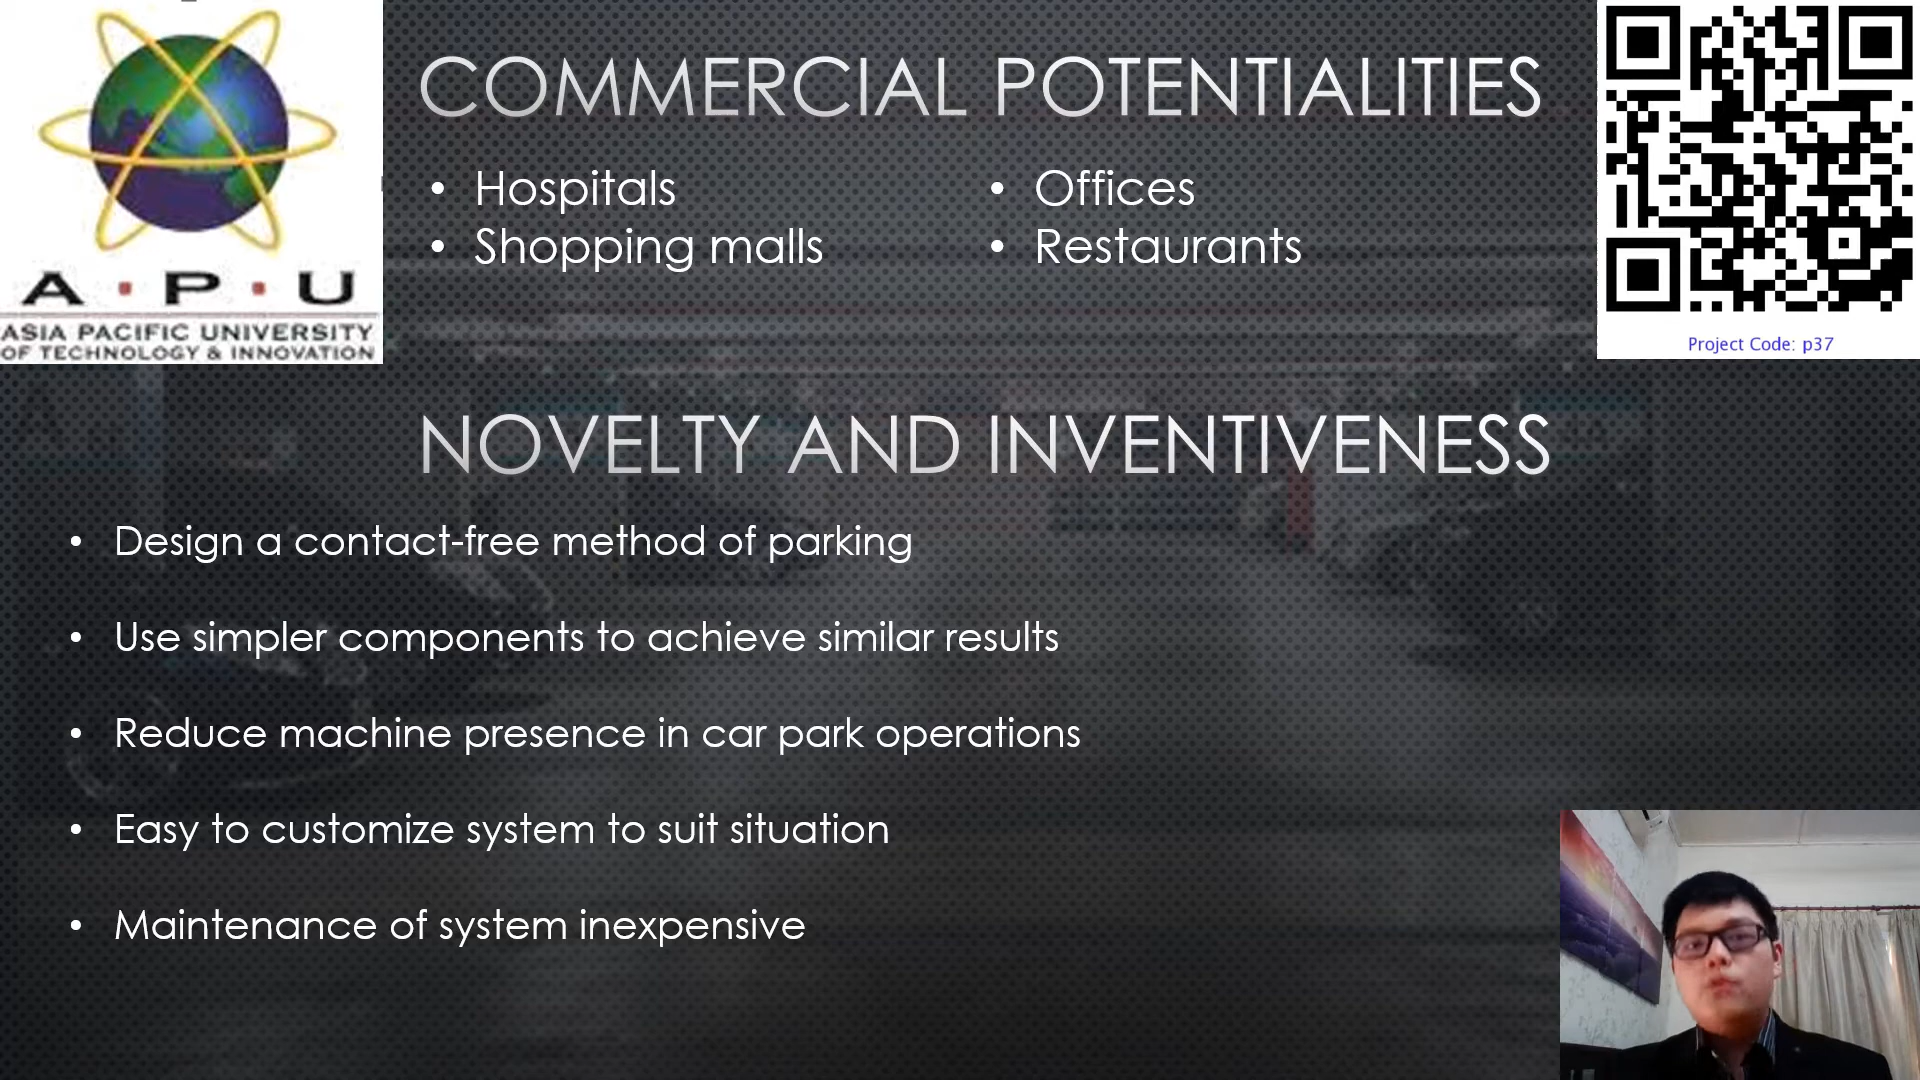 COMMERCIAL POTENTIALITIES
• Hospitals
• Shopping malls
• Offices
• Restaurants
A·P·U
ASIA PACIFIC UNIVERSITY
OF TECHNOLOGY & INNOVATION
Project Code: p37
NOVELTY AND INVENTIVENESS
• Design a contact-free method of parking
• Use simpler components to achieve similar results
• Reduce machine presence in car park operations
• Easy to customize system to suit situation
• Maintenance of system inexpensive